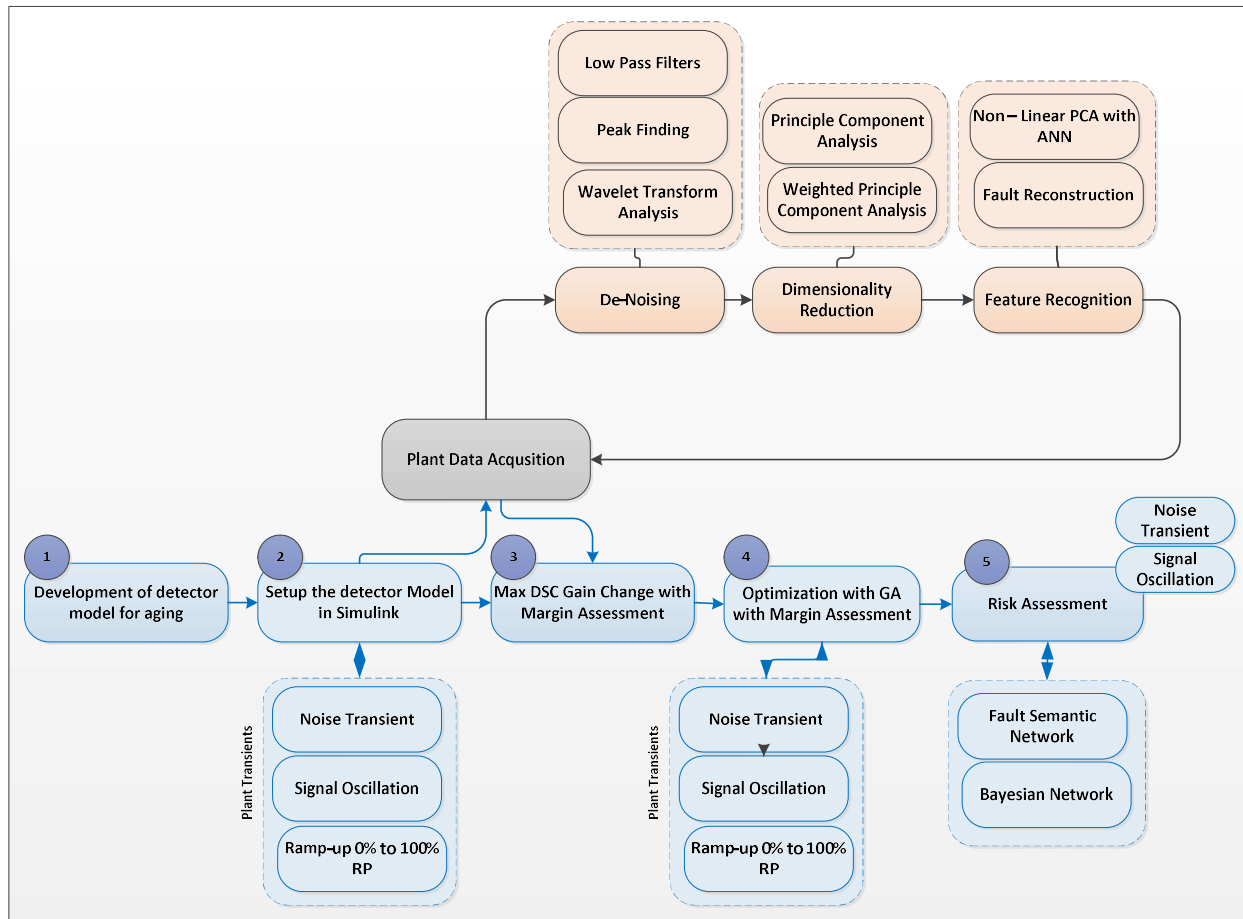 Low Pass Filters
Peak Finding
Wavelet Transform
Analysis
Principle Component
Analysis
Weighted Principle
Component Analysis
Non – Linear PCA with
ANN
Fault Reconstruction
De-Noising
Dimensionality
Reduction
Feature Recognition
Plant Data Acqusition
1
Development of detector
model for aging
2
Setup the detector Model
in Simulink
3
Max DSC Gain Change with
Margin Assessment
4
Optimization with GA
with Margin Assessment
5
Risk Assessment
Noise
Transient
Signal
Oscillation
Plant Transients
Noise Transient
Signal Oscillation
Ramp-up 0% to 100%
RP
Plant Transients
Noise Transient
Signal Oscillation
Ramp-up 0% to 100%
RP
Fault Semantic
Network
Bayesian Network